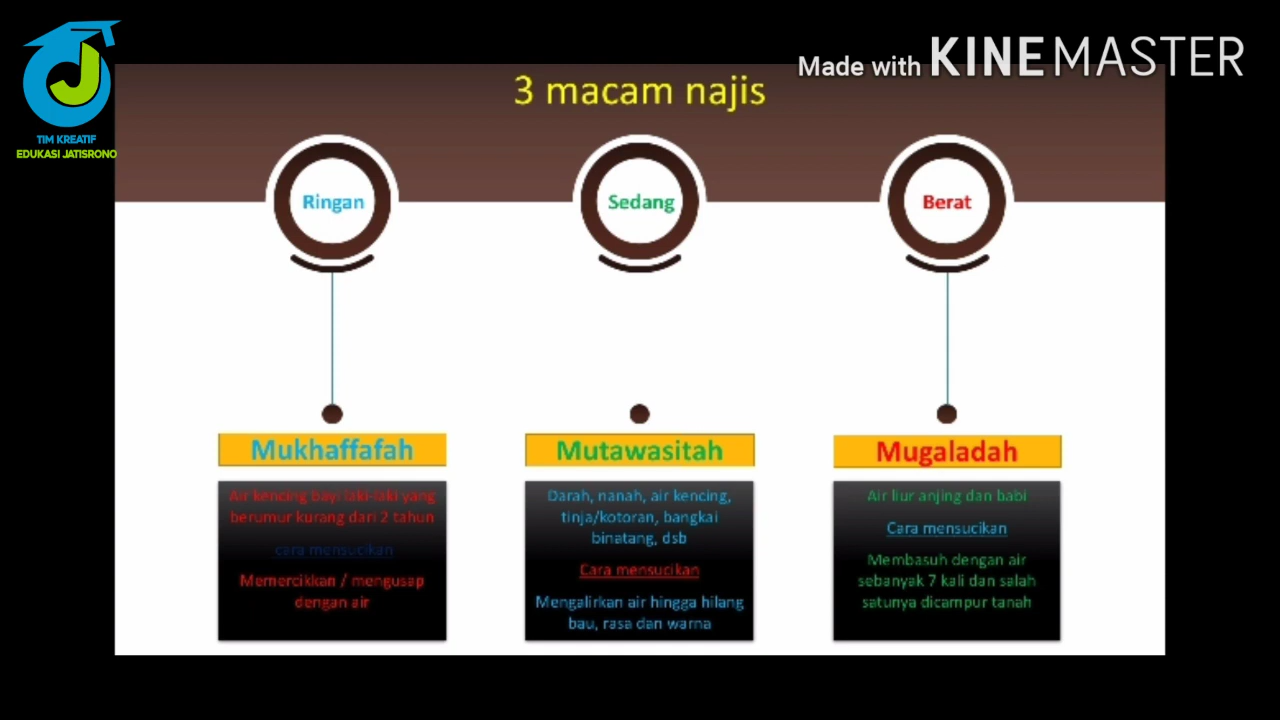 Made with KINEMASTER
TIM KREATIF
EDUKASI JATISRONO
3 macam najis
Ringan
Sedang
Berat
Mukhaffafah
Air kencing bayi laki-laki yang
berumur kurang dari 2 tahun
cara mensucikan
Memercikkan / mengusap
dengan air
Mutawasitah
Darah, nanah, air kencing,
tinja/kotoran, bangkai
binatang, dsb
Cara mensucikan
Mengalirkan air hingga hilang
bau, rasa dan warna
Mugaladah
Air liur anjing dan babi
Cara mensucikan
Membasuh dengan air
sebanyak 7 kali dan salah
satunya dicampur tanah